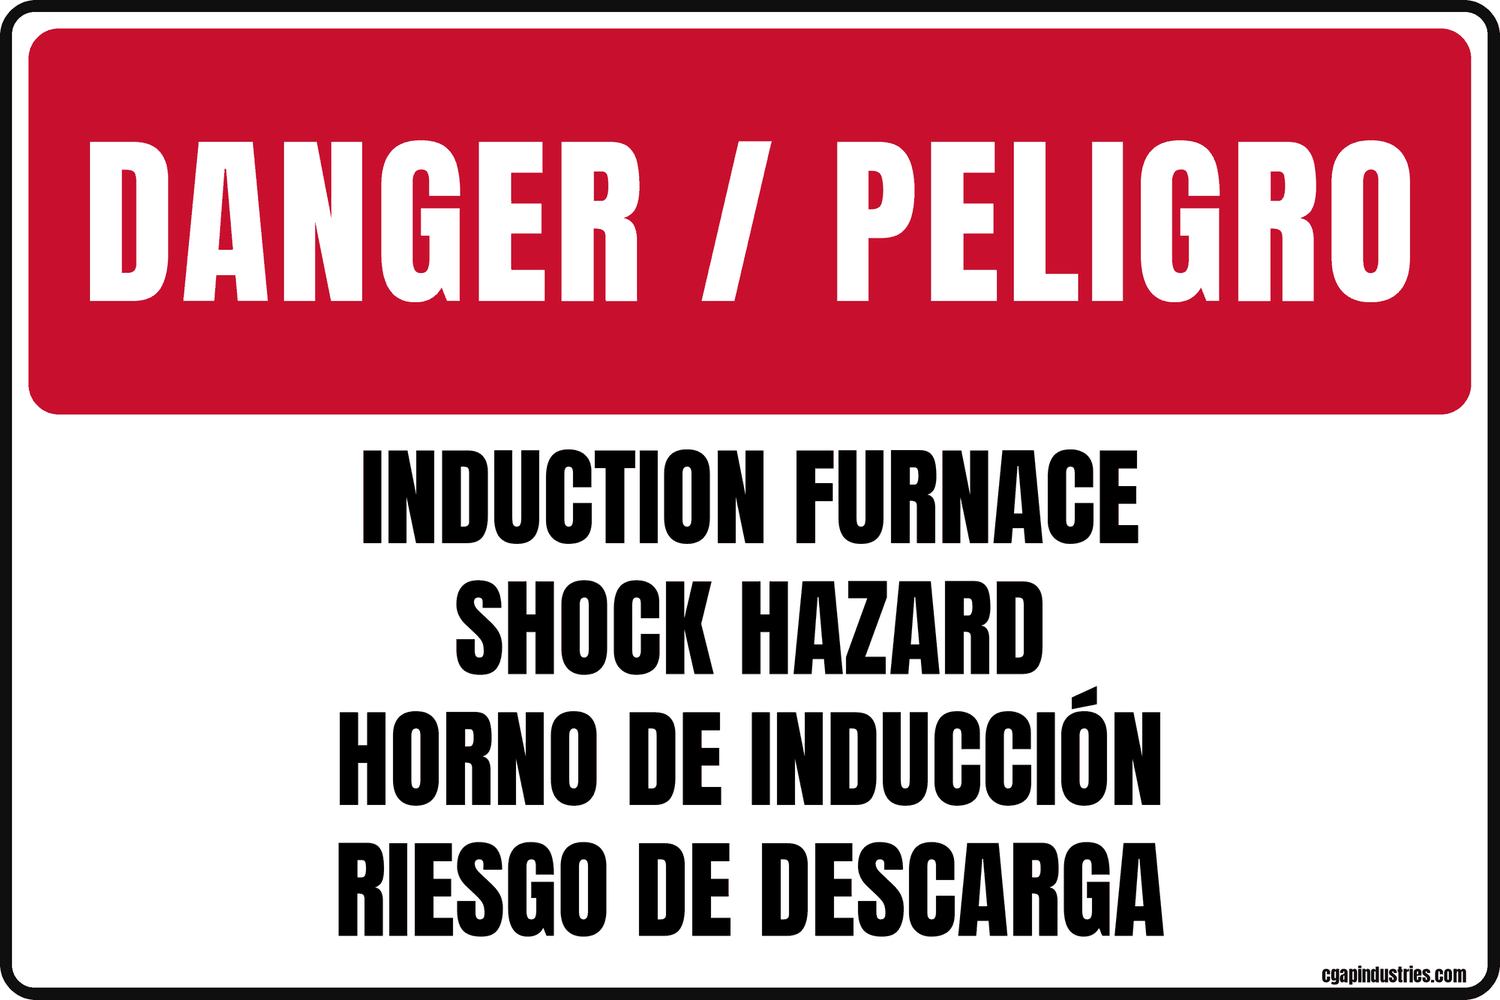 DANGER / PELIGRO
INDUCTION FURNACE
SHOCK HAZARD
HORNO DE INDUCCIÓN
RIESGO DE DESCARGA
cgapindustries.com